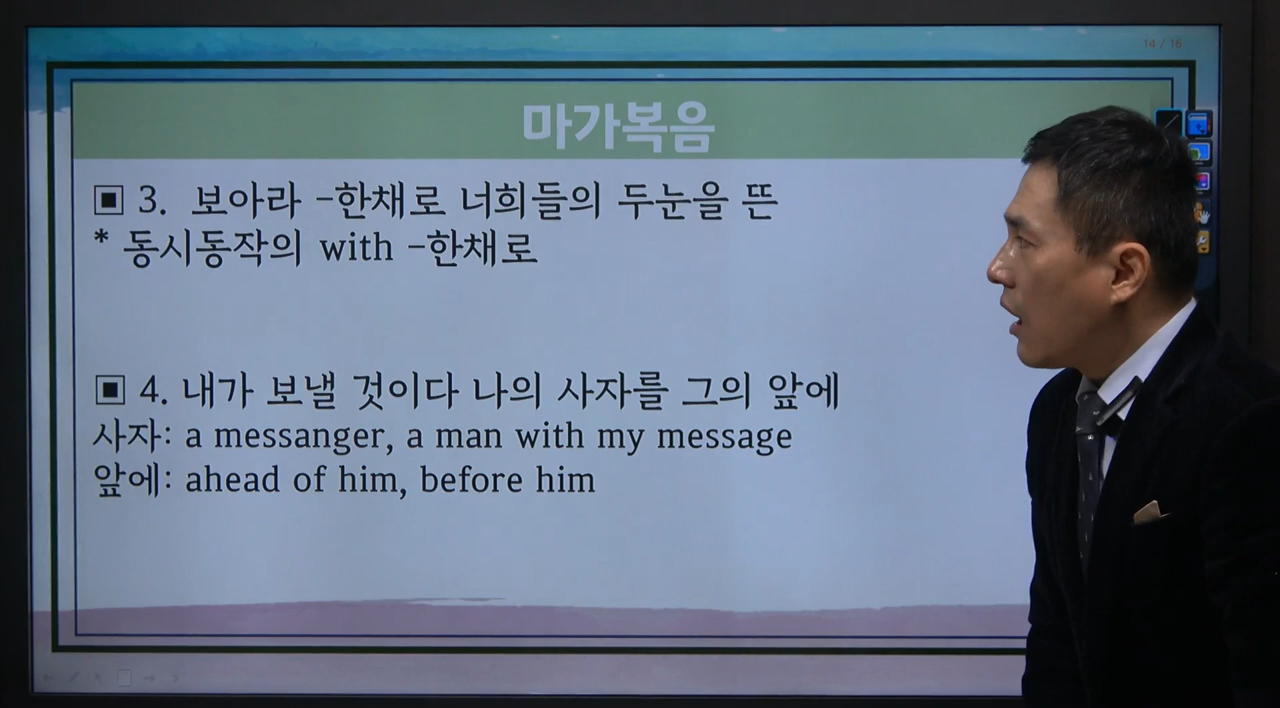 14 / 16
마가복음
▣ 3. 보아라 -한채로 너희들의 두눈을 뜬
* 동시동작의 with -한채로
▣ 4. 내가 보낼 것이다 나의 사자를 그의 앞에
사자: a messanger, a man with my message
앞에: ahead of him, before him